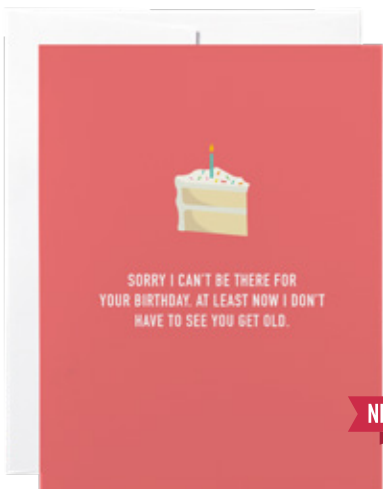 SORRY I CAN'T BE THERE FOR
YOUR BIRTHDAY. AT LEAST NOW I DON'T
HAVE TO SEE YOU GET OLD.